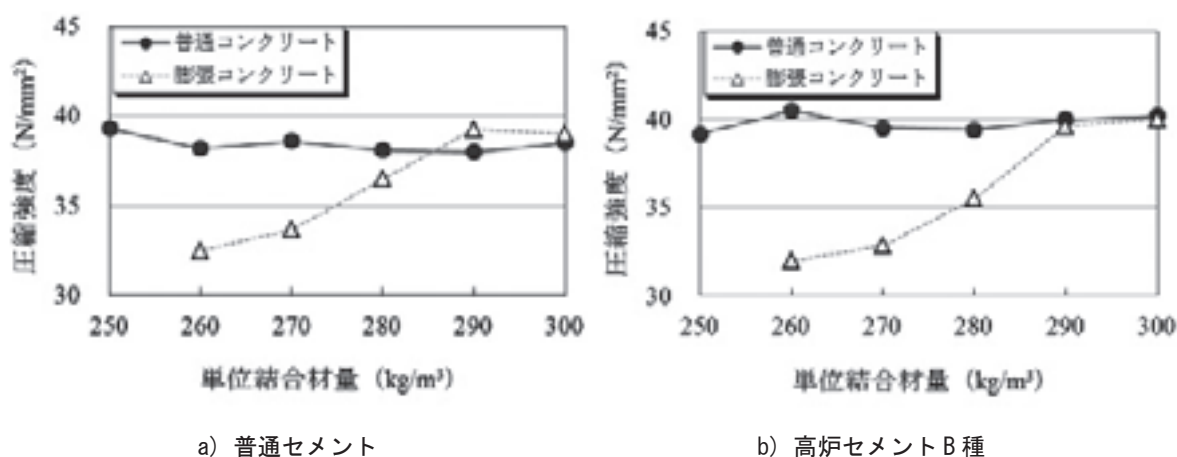 45
40
35
30
圧縮強度 (N/mm²)
普通コンクリート
膨張コンクリート
250 260 270 280 290 300
単位結合材量 (kg/m³)
a) 普通セメント
45
40
35
30
圧縮強度 (N/mm²)
普通コンクリート
膨張コンクリート
250 260 270 280 290 300
単位結合材量 (kg/m³)
b) 高炉セメントB種